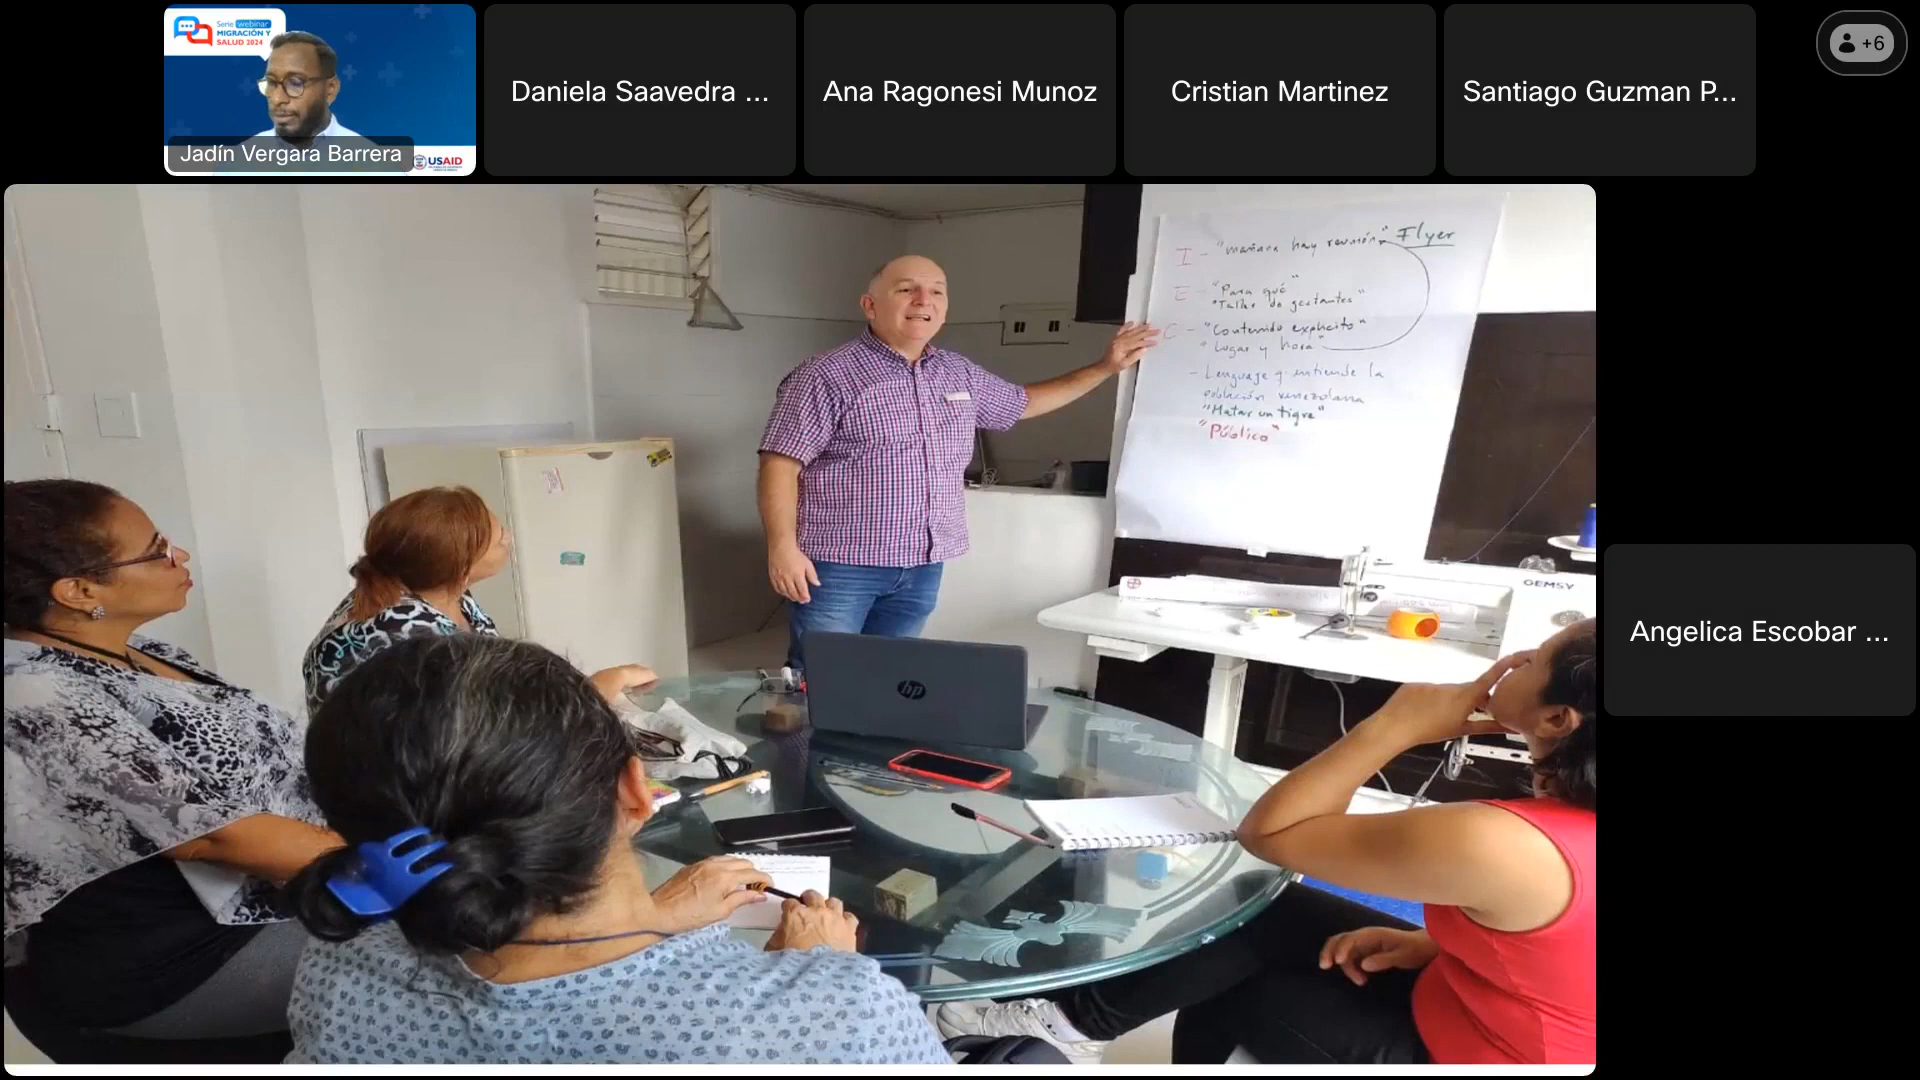 Serie webinar
MIGRACIÓN Y
SALUD 2024
Jadín Vergara Barrera
USAID
Daniela Saavedra ...
Ana Ragonesi Munoz
Cristian Martinez
Santiago Guzman P...
+6
I - "mañana hay reunión" Flyer
E - "Para qué"
"Taller de gestantes"
C - "Contenido explicito"
"Lugar y hora"
- Lenguaje q entiende la
población venezolana
"Matar un tigre"
"Público"
GEMSY
hp
Angelica Escobar ...